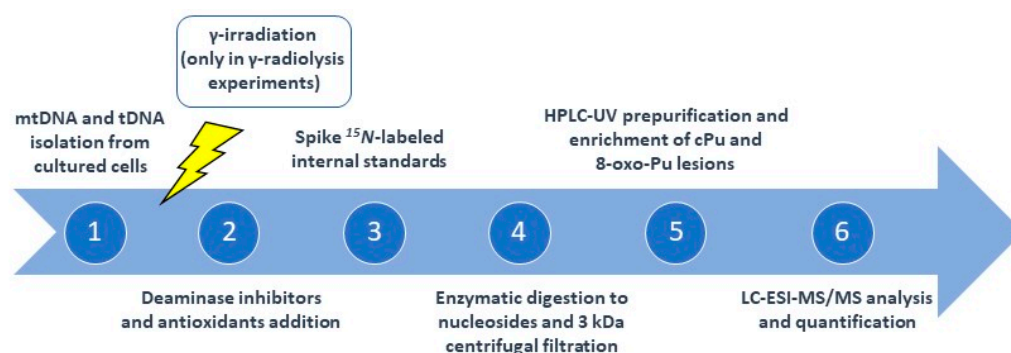 γ-irradiation
(only in γ-radiolysis
experiments)
mtDNA and tDNA
isolation from
cultured cells
Spike ¹⁵N-labeled
internal standards
HPLC-UV prepurification and
enrichment of cPu and
8-oxo-Pu lesions
1
2
3
4
5
6
Deaminase inhibitors
and antioxidants addition
Enzymatic digestion to
nucleosides and 3 kDa
centrifugal filtration
LC-ESI-MS/MS analysis
and quantification